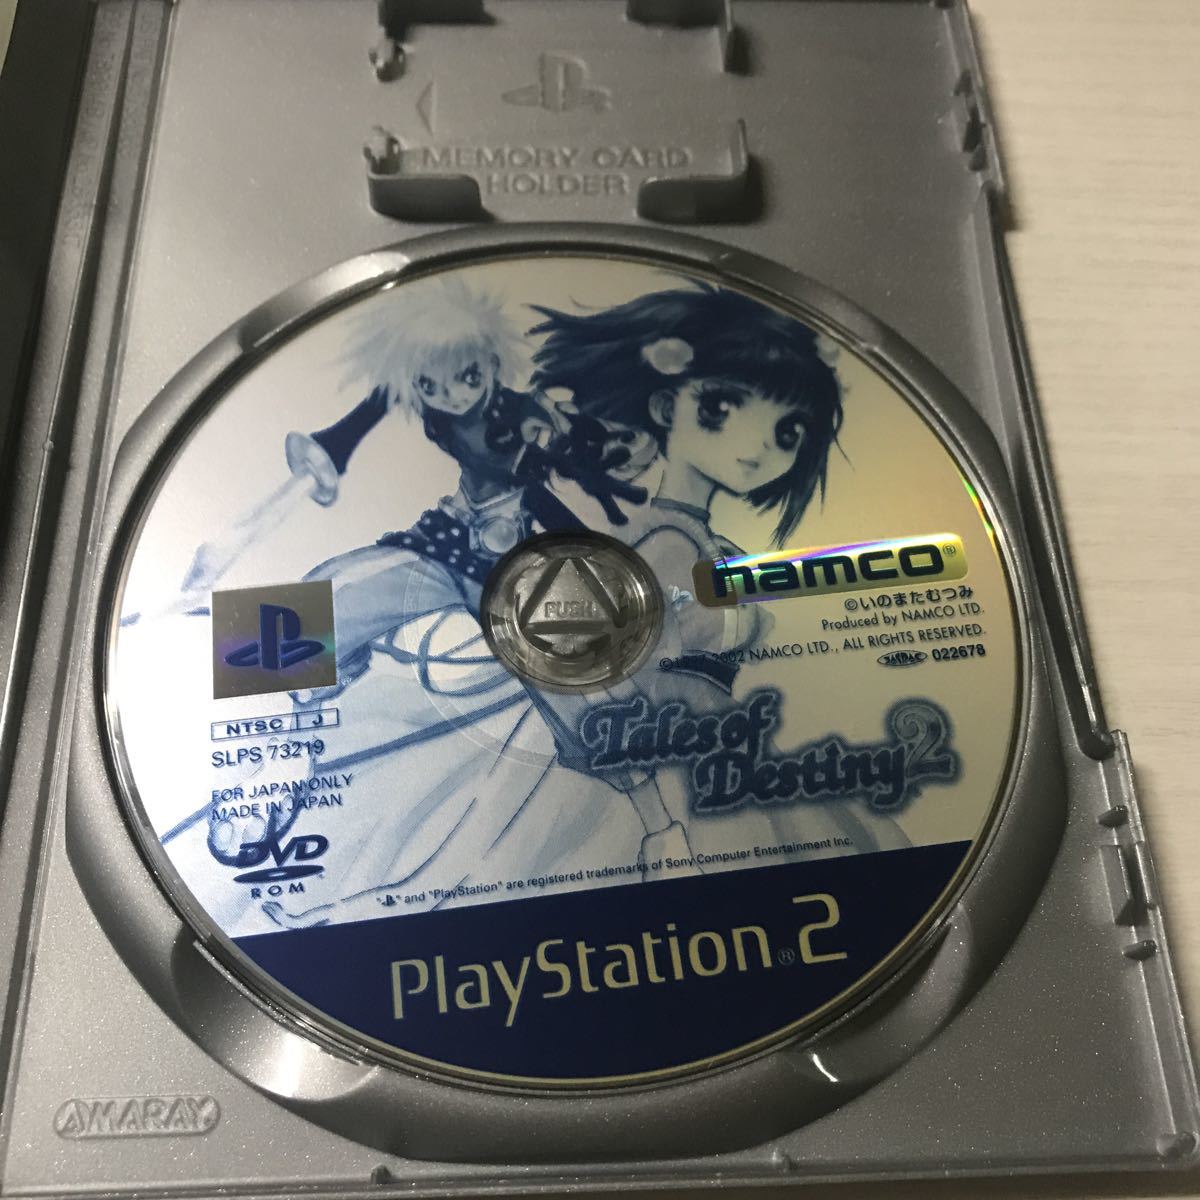 MEMORY CARD
HOLDER
PUSH
namco®
©いのまたむつみ
Produced by NAMCO LTD.
©1997 2002 NAMCO LTD., ALL RIGHTS RESERVED.
022678
Tales of
Destiny 2
NTSC J
SLPS 73219
FOR JAPAN ONLY
MADE IN JAPAN
DVD
ROM
" " and "PlayStation" are registered trademarks of Sony Computer Entertainment Inc.
PlayStation®2
AMARAY